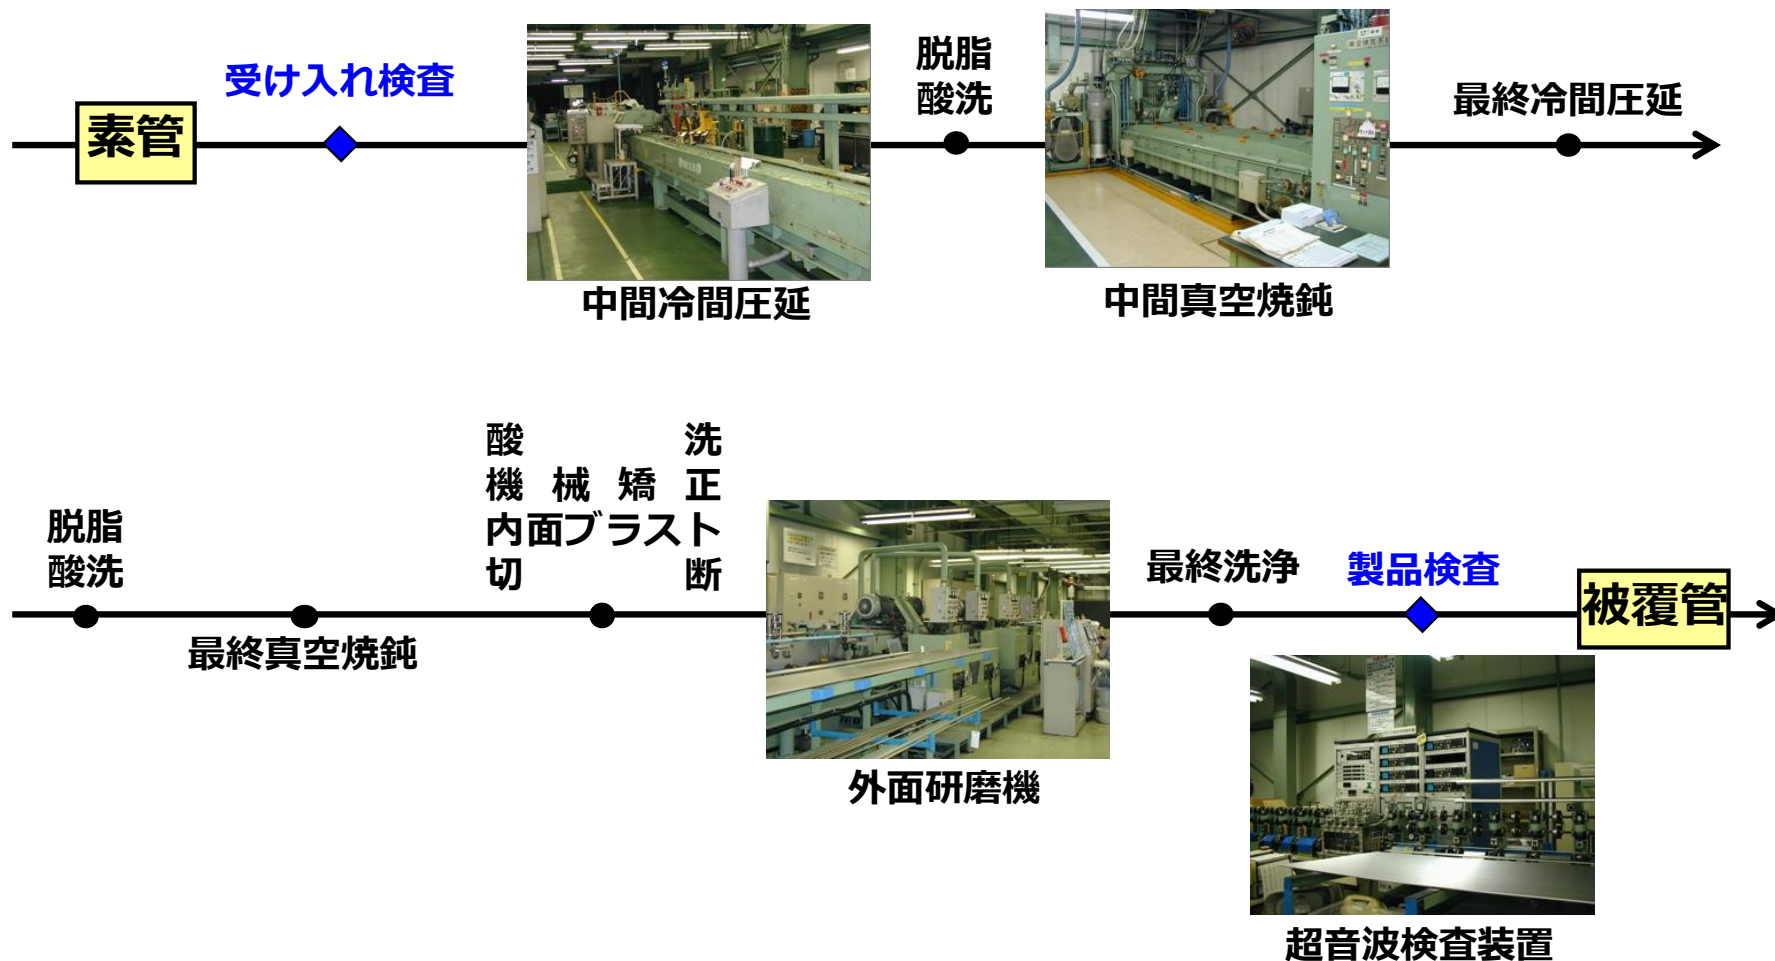 素管
受け入れ検査
中間冷間圧延
脱脂
酸洗
中間真空焼鈍
最終冷間圧延
脱脂
酸洗
最終真空焼鈍
酸洗
機械矯正
内面ブラスト
切断
外面研磨機
最終洗浄
製品検査
被覆管
超音波検査装置